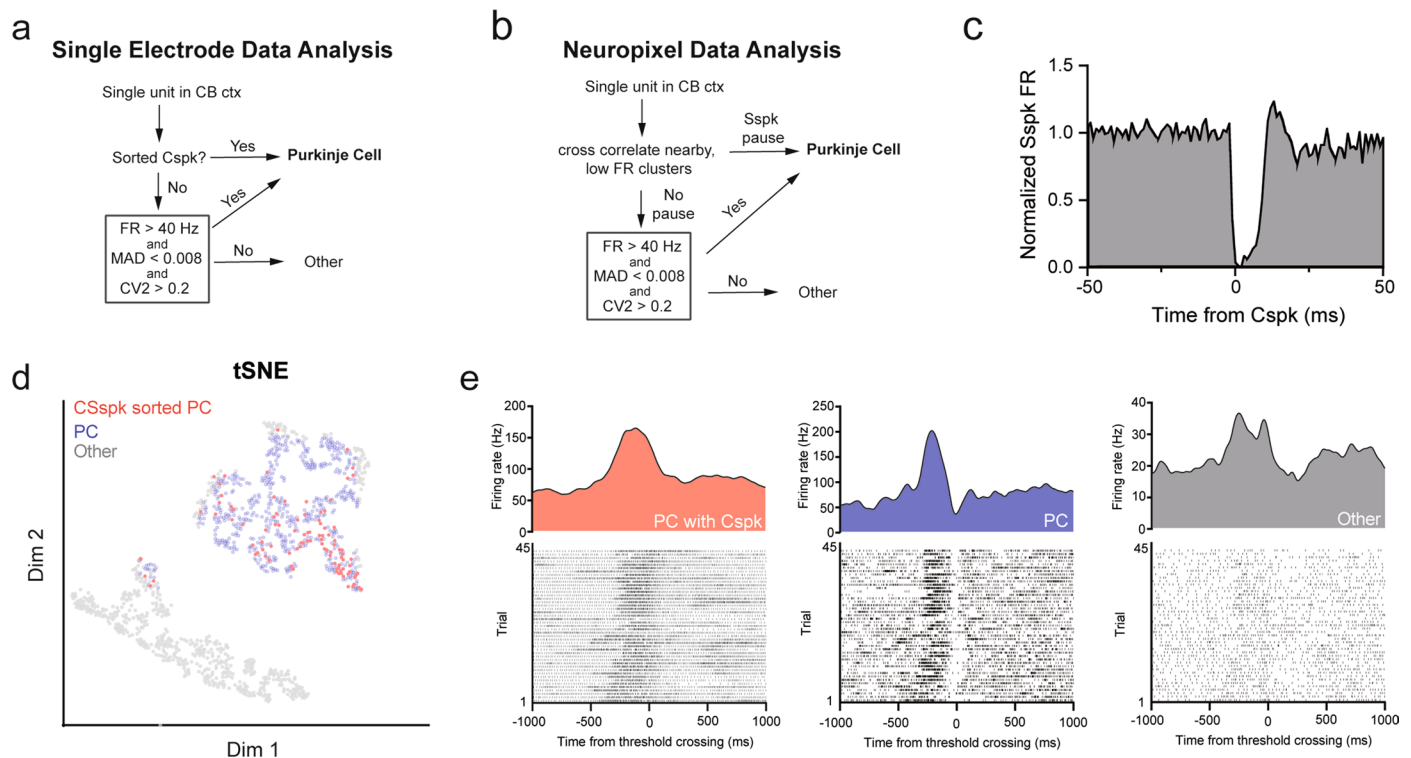 a
Single Electrode Data Analysis
Single unit in CB ctx
Sorted Cspk?
Yes
Purkinje Cell
No
Yes
FR > 40 Hz
and
MAD < 0.008
and
CV2 > 0.2
No
Other
b
Neuropixel Data Analysis
Single unit in CB ctx
cross correlate nearby,
low FR clusters
Sspk
pause
Purkinje Cell
No
pause
Yes
FR > 40 Hz
and
MAD < 0.008
and
CV2 > 0.2
No
Other
c
Normalized Sspk FR
1.5
1.0
0.5
0.0
-50
0
50
Time from Cspk (ms)
d
tSNE
CSspk sorted PC
PC
Other
Dim 2
Dim 1
e
Firing rate (Hz)
200
150
100
50
0
PC with Cspk
45
Trial
1
-1000
-500
0
500
1000
Time from threshold crossing (ms)
Firing rate (Hz)
250
200
150
100
50
0
PC
45
Trial
1
-1000
-500
0
500
1000
Time from threshold crossing (ms)
Firing rate (Hz)
40
30
20
10
0
Other
45
Trial
1
-1000
-500
0
500
1000
Time from threshold crossing (ms)